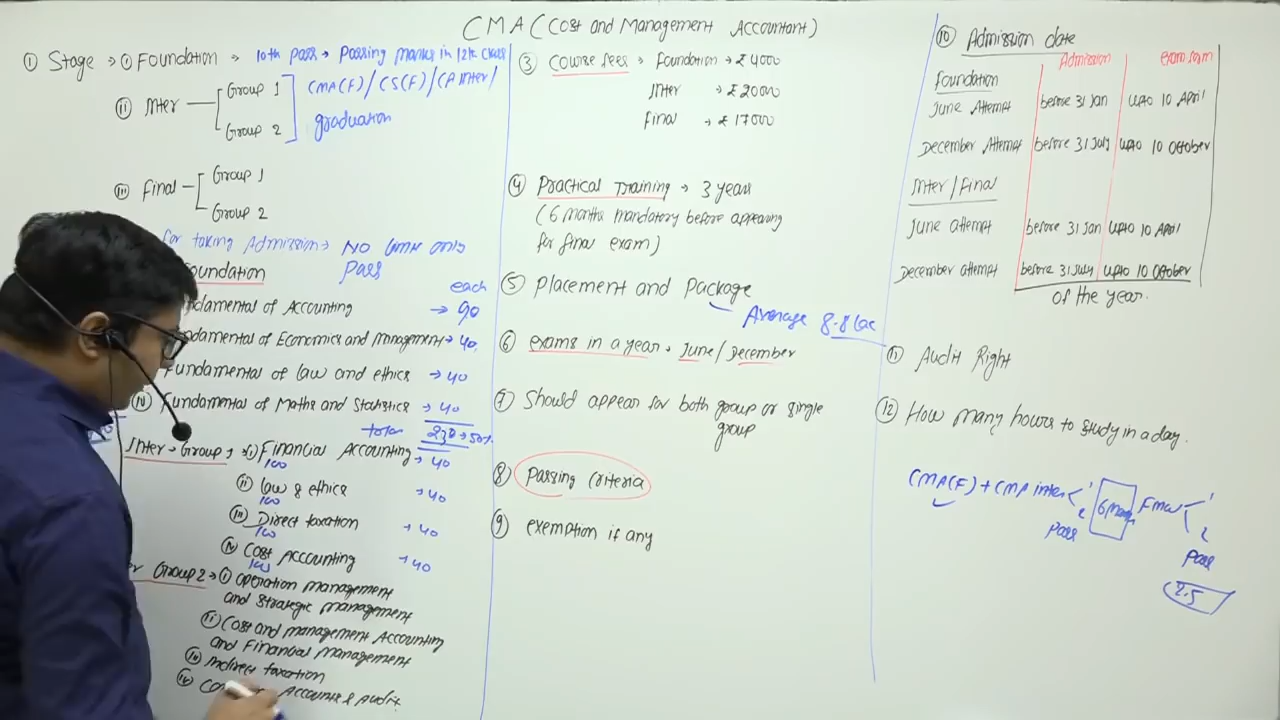 CMA (Cost and Management Accountant)
① Stage → ① Foundation → 10th pass → Passing marks in 12th class
ⅱ Inter — Group 1
Group 2
CMA(F) / CS(F) / CA Inter /
graduation
ⅲ Final — Group 1
Group 2
for taking Admission → NO limit only
Pass
Foundation
each
Fundamental of Accounting → 90
Fundamental of Economics and Management → 40
Fundamental of law and ethics → 40
ⅳ Fundamental of Maths and Statistics → 40
total
Inter → Group 1 → ① Financial Accounting → 40
100
ⅱ law & ethics → 40
100
ⅲ Direct taxation → 40
100
ⅳ Cost Accounting → 40
100
Group 2 → ① Operation management
and Strategic management
ⅱ Cost and management Accounting
and Financial management
ⅲ Indirect taxation
ⅳ Accounts & Audit
③ Course fees → Foundation → ₹ 4000
Inter → ₹ 20000
Final → ₹ 17000
④ Practical Training → 3 years
(6 Months mandatory before appearing
for final exam)
⑤ Placement and Package
Average 8.8 Lac
⑥ exams in a year → June / December
⑦ Should appear for both group or single
group
⑧ Passing Criteria
⑨ exemption if any
⑩ Admission date
Admission exam form
Foundation
June Attempt before 31 Jan upto 10 April
December Attempt before 31 July upto 10 October
Inter / Final
June attempt before 31 Jan upto 10 April
December attempt before 31 July upto 10 October
of the year.
⑪ Audit Right
⑫ How many hours to study in a day.
CMA(F) + CMA inter < 1
2
Pass
Final < 1
2
Pass
2.5